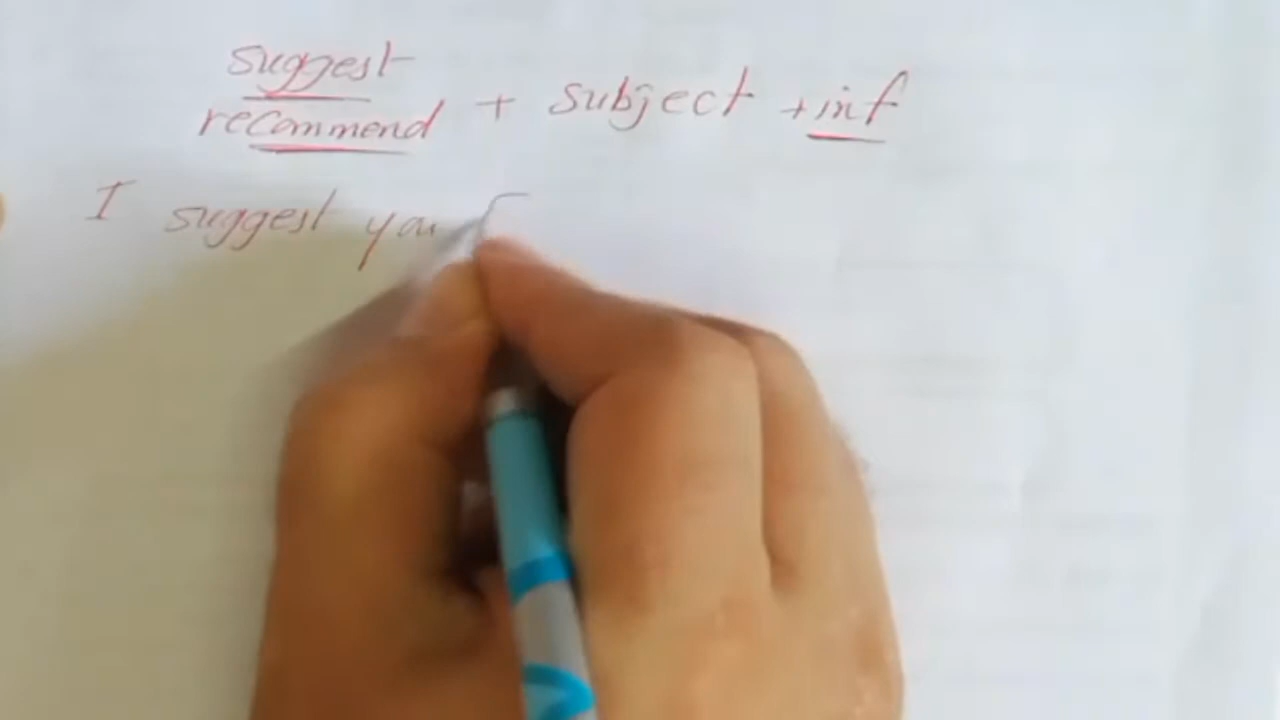 suggest
recommend + subject + inf
I suggest you